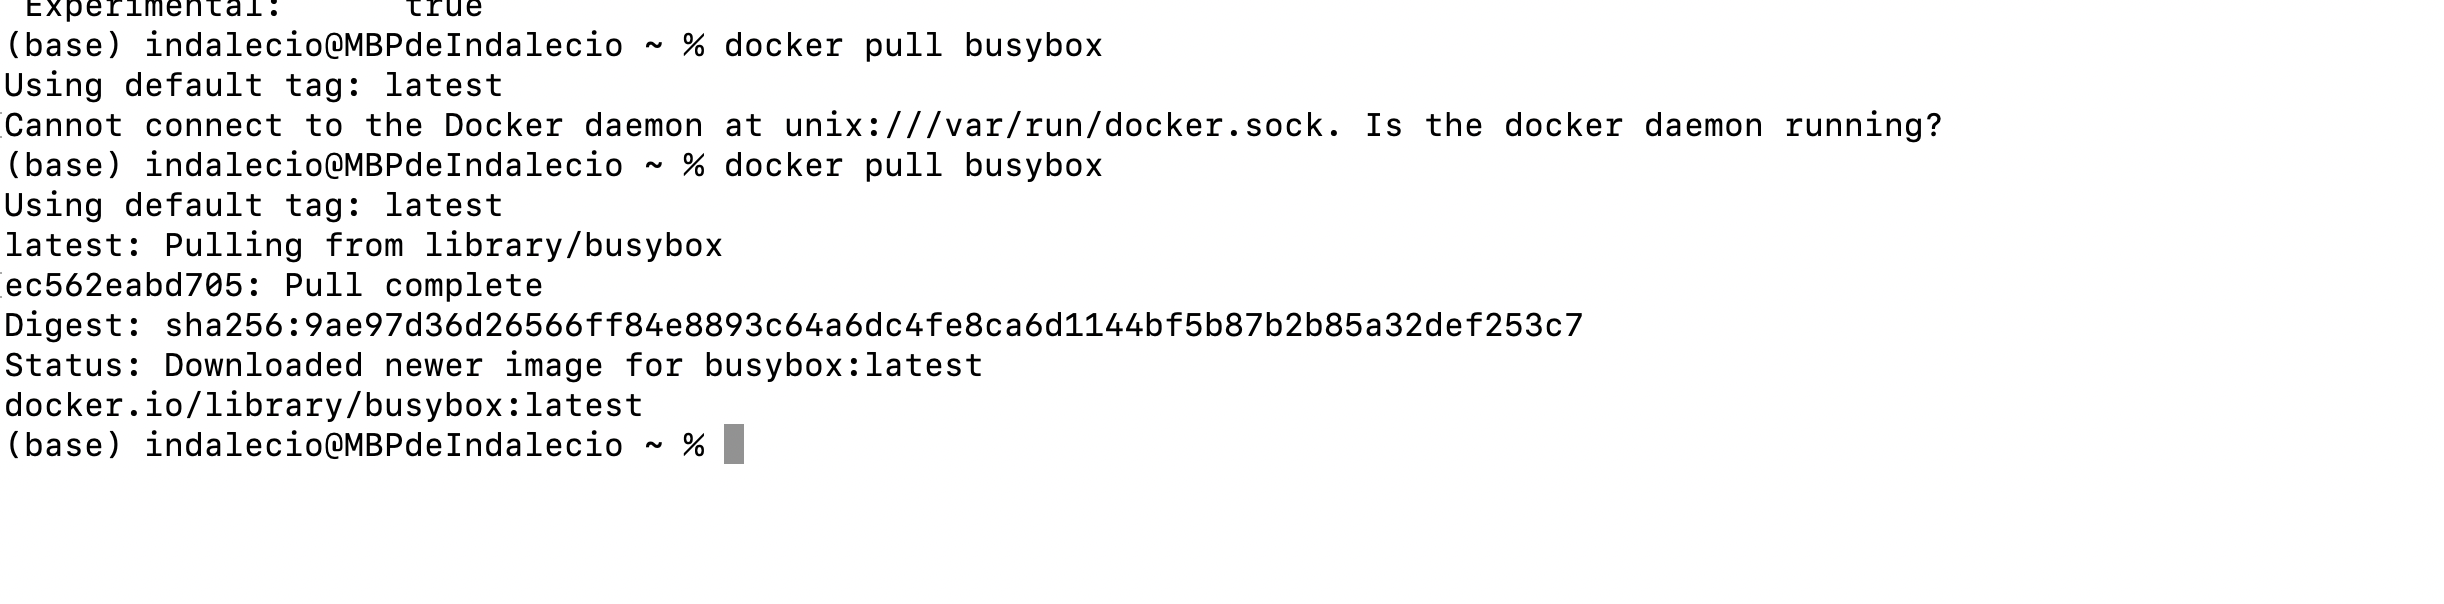 Experimental: true
(base) indalecio@MBPdeIndalecio ~ % docker pull busybox
Using default tag: latest
Cannot connect to the Docker daemon at unix:///var/run/docker.sock. Is the docker daemon running?
(base) indalecio@MBPdeIndalecio ~ % docker pull busybox
Using default tag: latest
latest: Pulling from library/busybox
ec562eabd705: Pull complete
Digest: sha256:9ae97d36d26566ff84e8893c64a6dc4fe8ca6d1144bf5b87b2b85a32def253c7
Status: Downloaded newer image for busybox:latest
docker.io/library/busybox:latest
(base) indalecio@MBPdeIndalecio ~ %